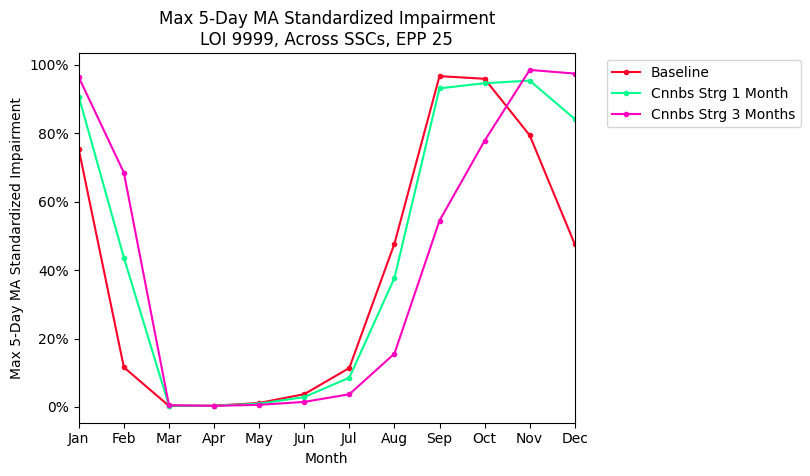 Max 5-Day MA Standardized Impairment
LOI 9999, Across SSCs, EPP 25
Max 5-Day MA Standardized Impairment
100%
80%
60%
40%
20%
0%
Jan Feb Mar Apr May Jun Jul Aug Sep Oct Nov Dec
Month
Baseline
Cnnbs Strg 1 Month
Cnnbs Strg 3 Months